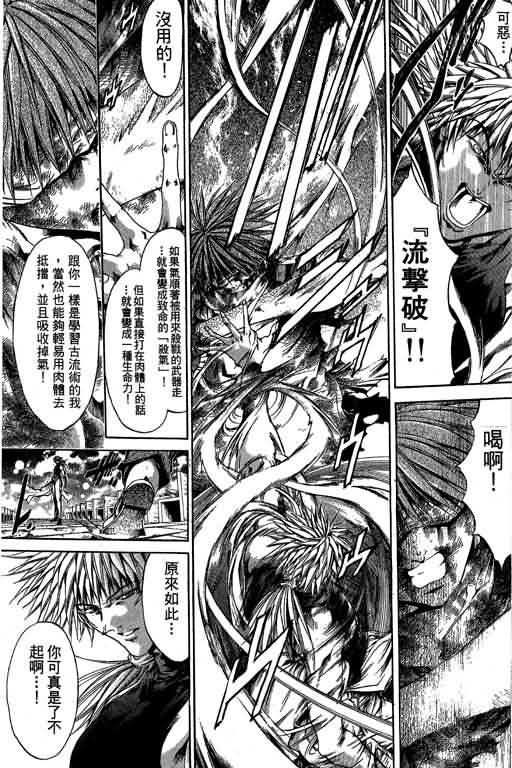 可惡…
『流擊破』!!
喝啊！
如果氣順著被用來殺戮的武器走
…就會變成致命的「殺氣」！
但如果直接打在肉體上的話
…就會變成一種生命力！
沒用的！
跟你一樣是學習古流術的我
，當然也能夠輕易用肉體去
抵擋，並且吸收掉氣！
原來如此…
你可真是了不
起啊…！